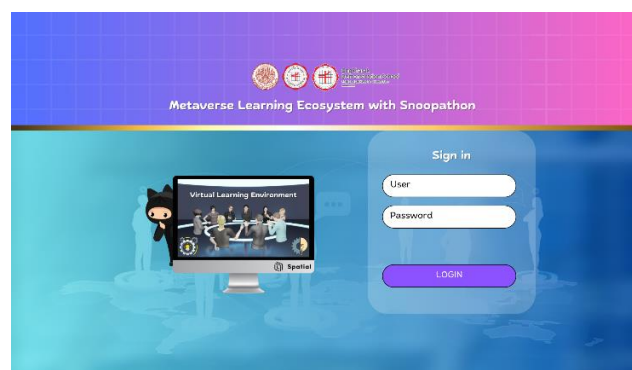 Metaverse Learning Ecosystem with Snoopathon
Sign in
User
Password
LOGIN
Virtual Learning Environment
Spatial